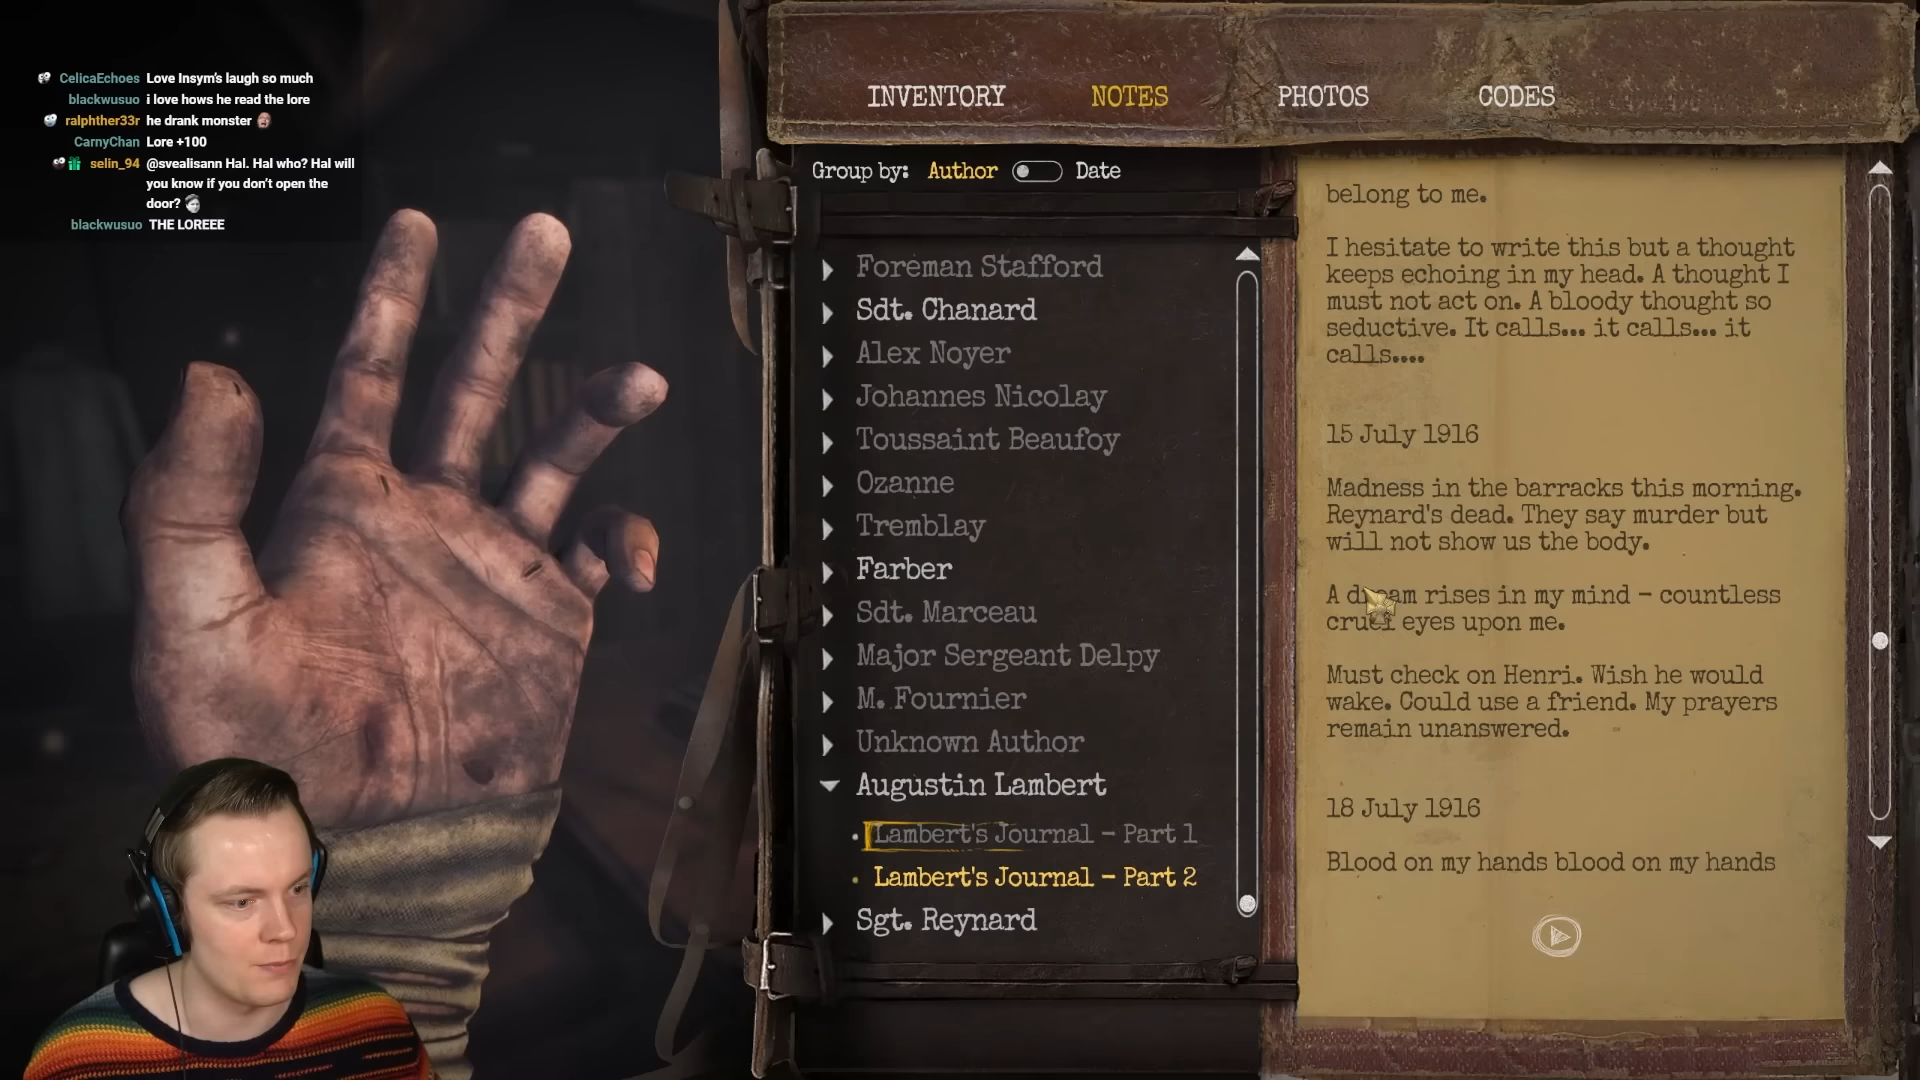 CelicaEchoes Love Insym's laugh so much
blackwusuo i love hows he read the lore
ralphther33r he drank monster
CarnyChan Lore +100
selin_94 @svealisann Hal. Hal who? Hal will
you know if you don't open the
door?
blackwusuo THE LOREEE
INVENTORY
NOTES
PHOTOS
CODES
Group by: Author Date
Foreman Stafford
Sdt. Chanard
Alex Noyer
Johannes Nicolay
Toussaint Beaufoy
Ozanne
Tremblay
Farber
Sdt. Marceau
Major Sergeant Delpy
M. Fournier
Unknown Author
Augustin Lambert
Lambert's Journal - Part 1
Lambert's Journal - Part 2
Sgt. Reynard
belong to me.
I hesitate to write this but a thought
keeps echoing in my head. A thought I
must not act on. A bloody thought so
seductive. It calls... it calls... it
calls....
15 July 1916
Madness in the barracks this morning.
Reynard's dead. They say murder but
will not show us the body.
A dream rises in my mind - countless
cruel eyes upon me.
Must check on Henri. Wish he would
wake. Could use a friend. My prayers
remain unanswered.
18 July 1916
Blood on my hands blood on my hands